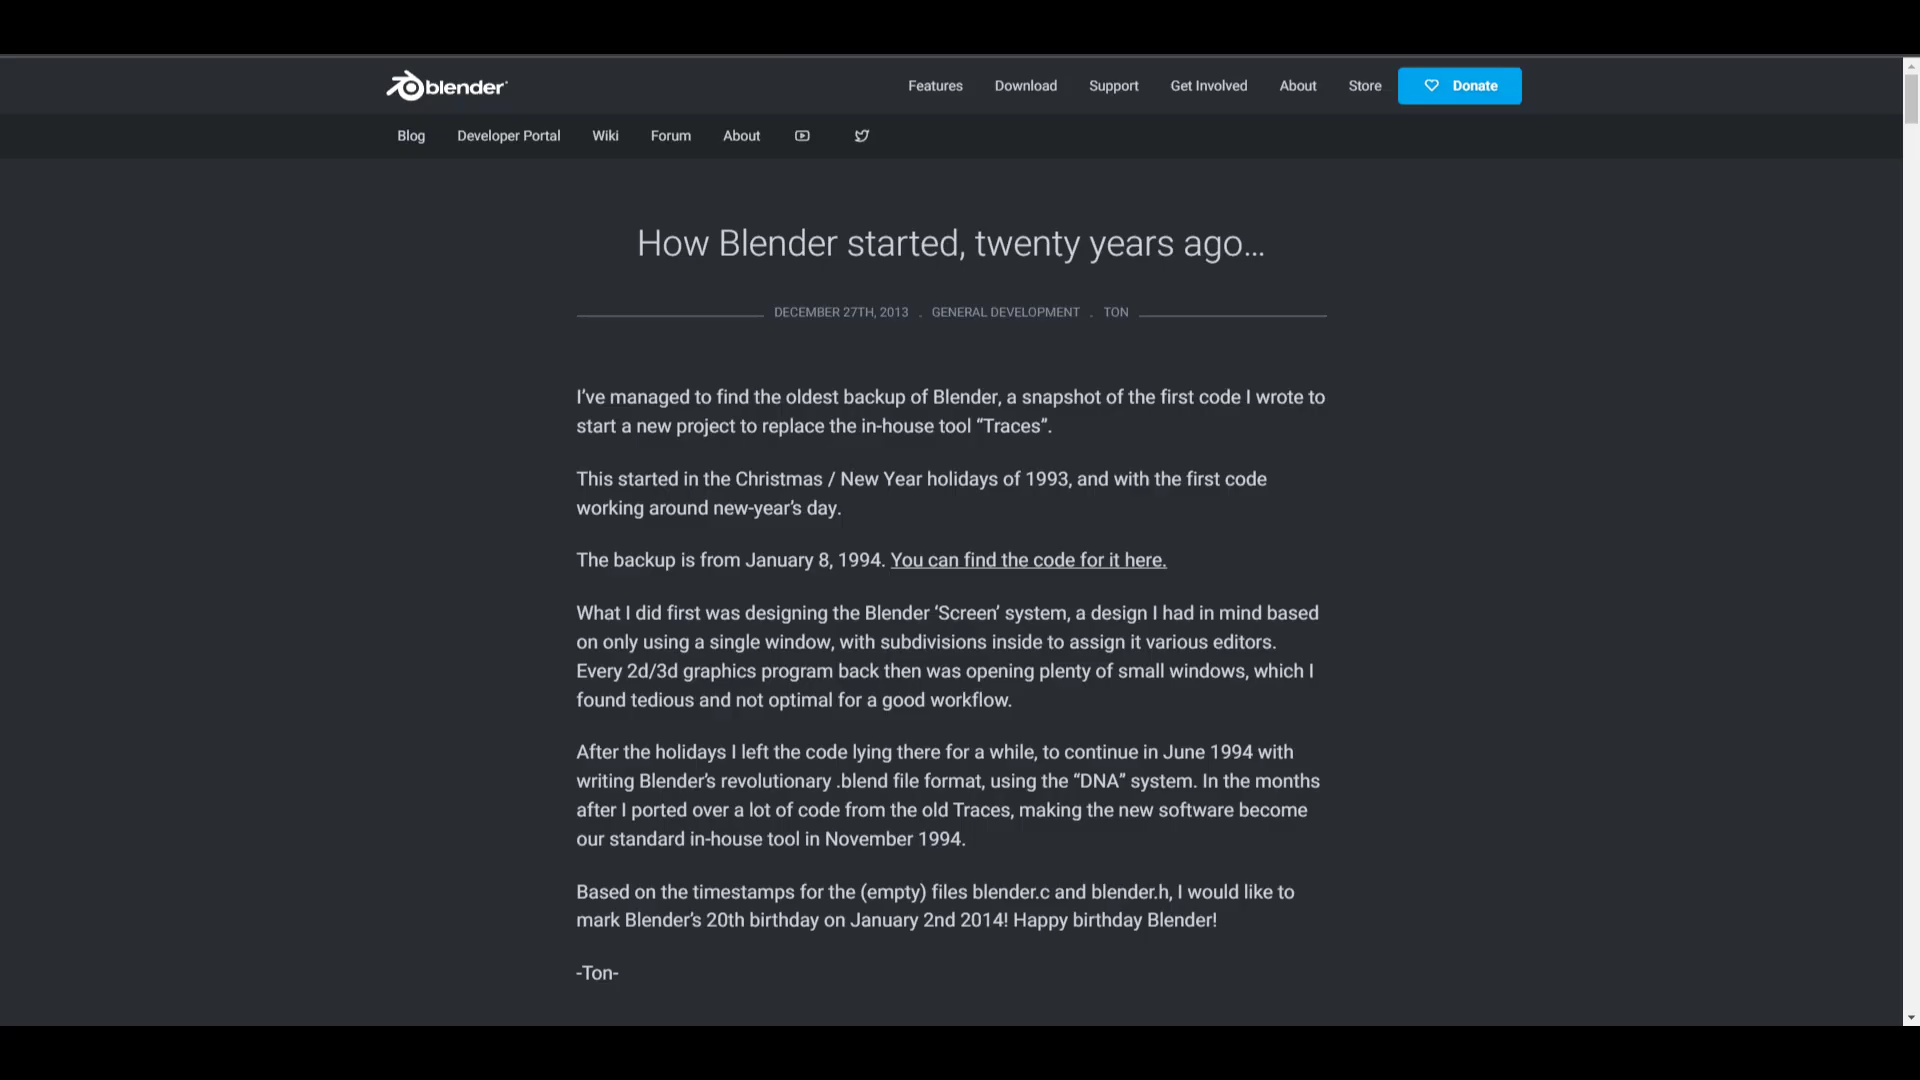 blender
Features Download Support Get Involved About Store Donate
Blog Developer Portal Wiki Forum About
How Blender started, twenty years ago…
DECEMBER 27TH, 2013 . GENERAL DEVELOPMENT . TON
I’ve managed to find the oldest backup of Blender, a snapshot of the first code I wrote to
start a new project to replace the in-house tool “Traces”.
This started in the Christmas / New Year holidays of 1993, and with the first code
working around new-year’s day.
The backup is from January 8, 1994. You can find the code for it here.
What I did first was designing the Blender ‘Screen’ system, a design I had in mind based
on only using a single window, with subdivisions inside to assign it various editors.
Every 2d/3d graphics program back then was opening plenty of small windows, which I
found tedious and not optimal for a good workflow.
After the holidays I left the code lying there for a while, to continue in June 1994 with
writing Blender’s revolutionary .blend file format, using the “DNA” system. In the months
after I ported over a lot of code from the old Traces, making the new software become
our standard in-house tool in November 1994.
Based on the timestamps for the (empty) files blender.c and blender.h, I would like to
mark Blender’s 20th birthday on January 2nd 2014! Happy birthday Blender!
-Ton-